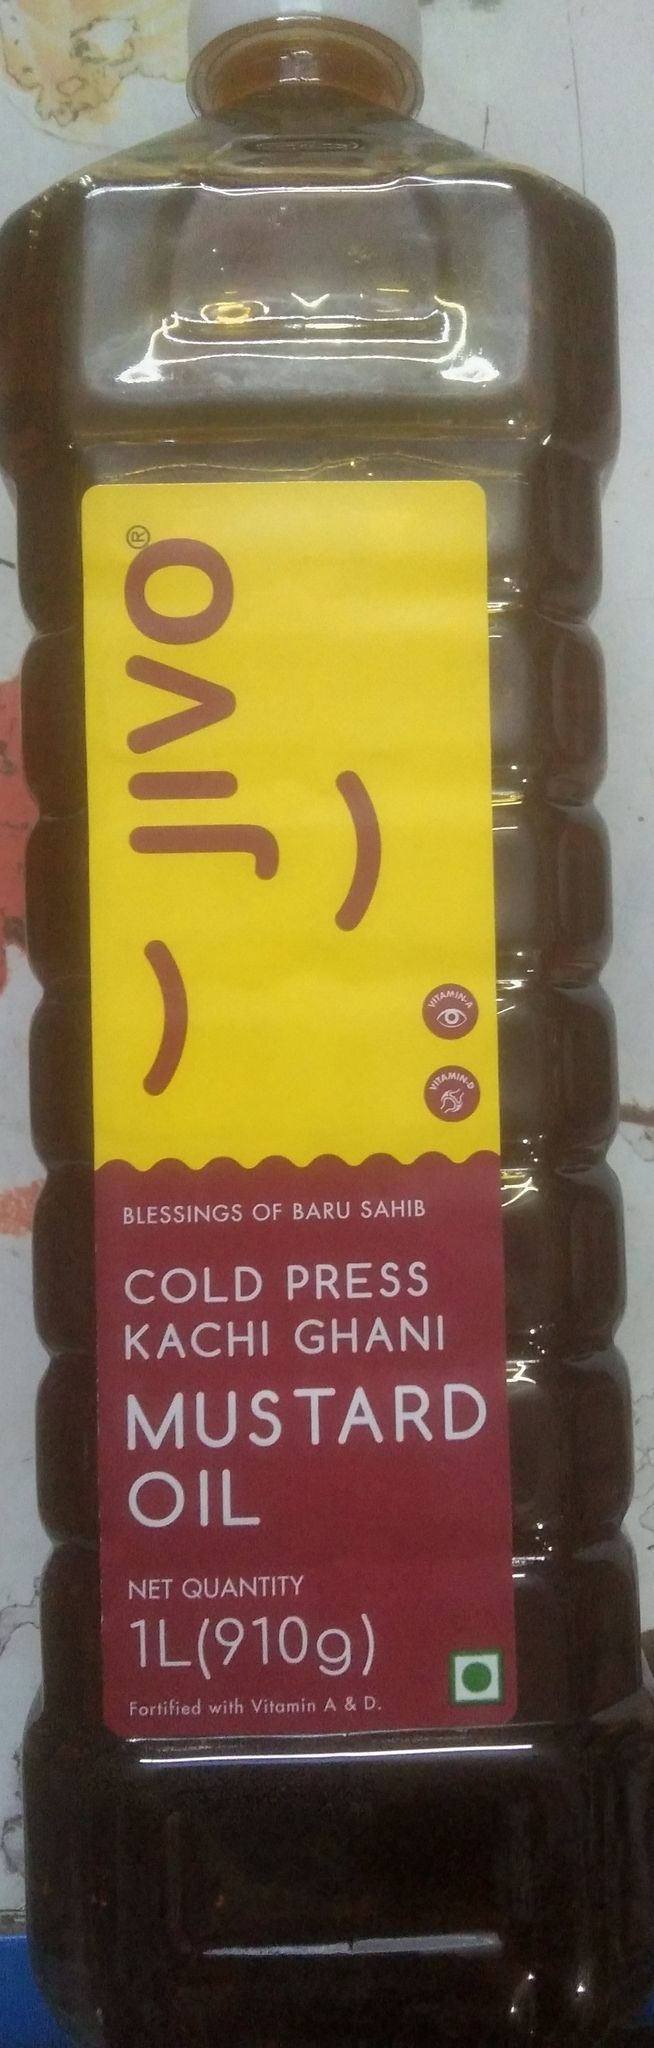 JIVO®
VITAMIN-A
VITAMIN-D
BLESSINGS OF BARU SAHIB
COLD PRESS
KACHI GHANI
MUSTARD
OIL
NET QUANTITY
1L(910g)
Fortified with Vitamin A & D.